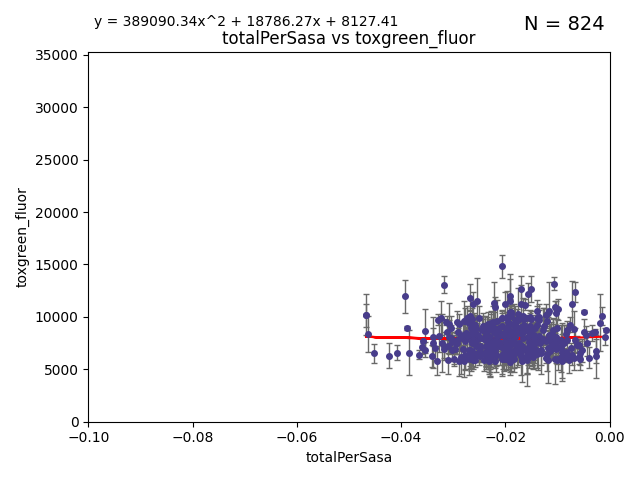 y = 389090.34x^2 + 18786.27x + 8127.41
N = 824
totalPerSasa vs toxgreen_fluor
toxgreen_fluor
35000
30000
25000
20000
15000
10000
5000
0
−0.10 −0.08 −0.06 −0.04 −0.02 0.00
totalPerSasa